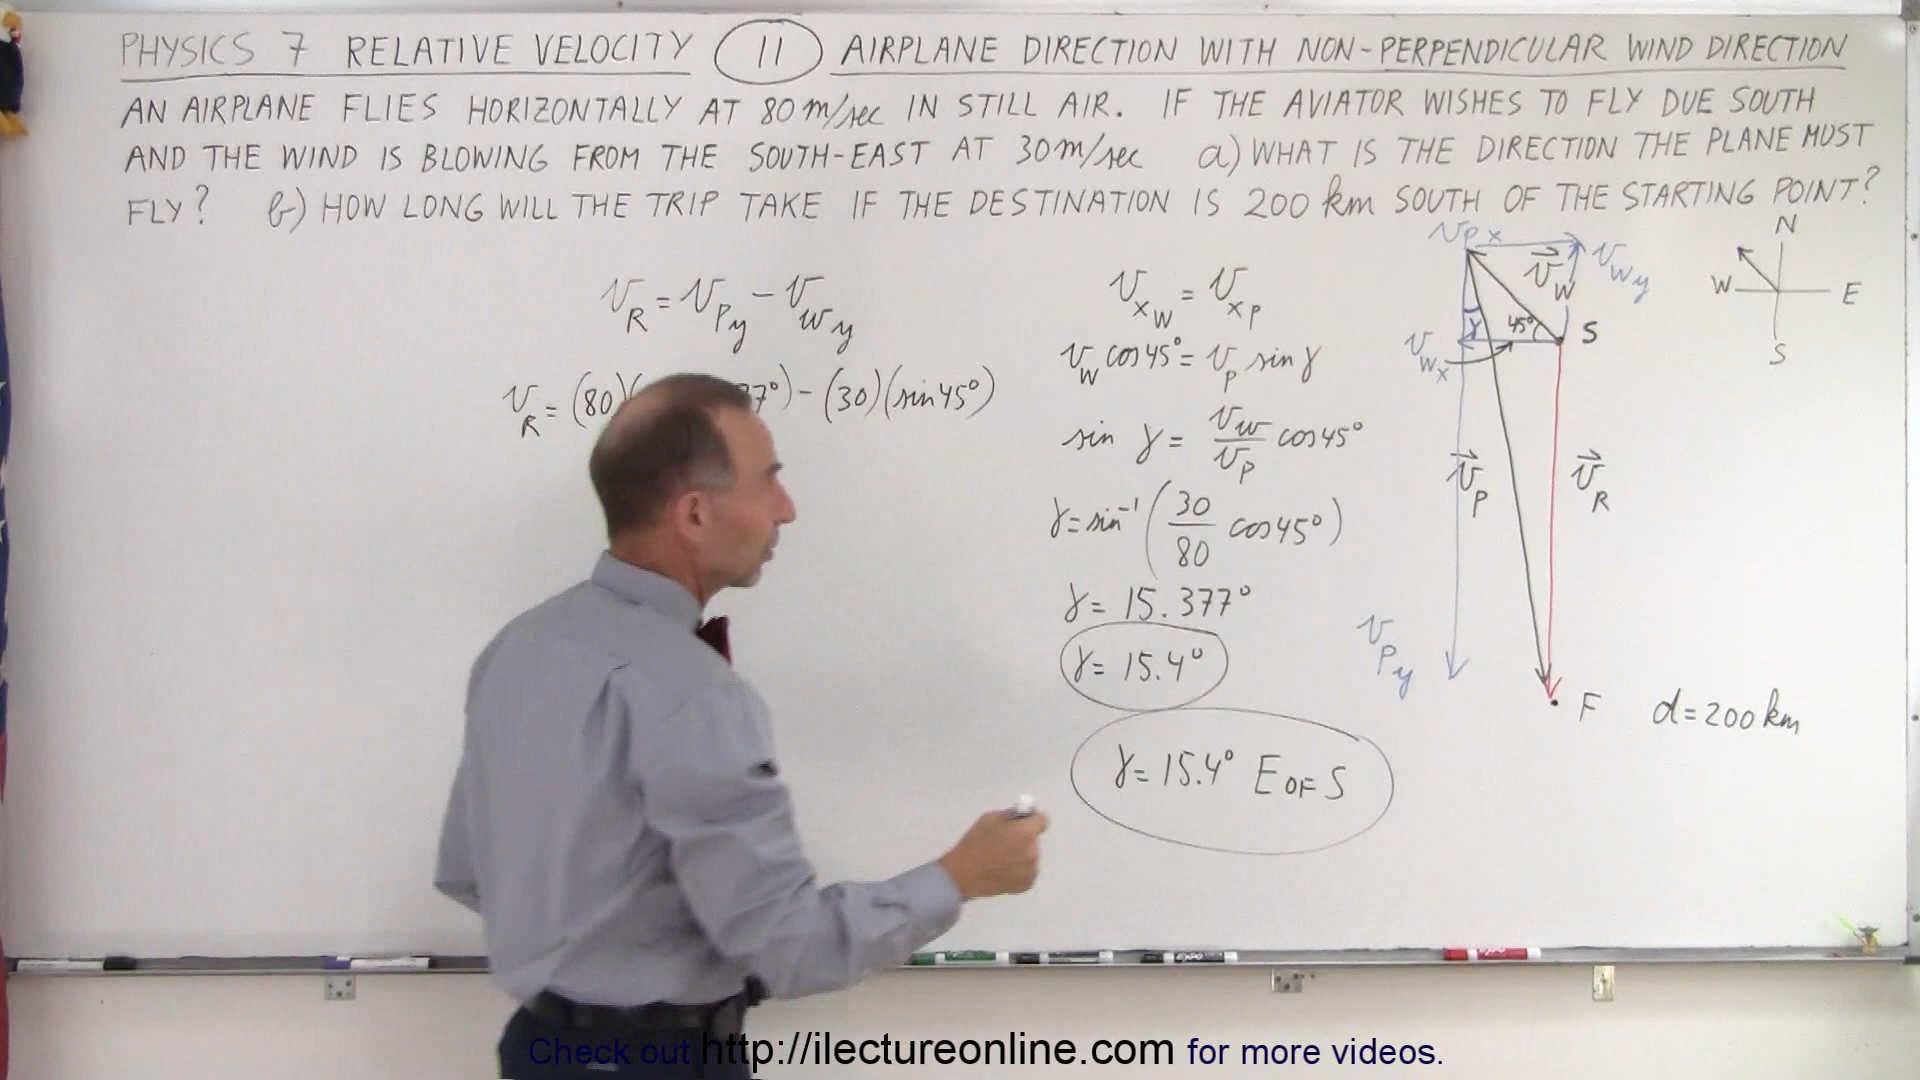 PHYSICS 7 RELATIVE VELOCITY 11 AIRPLANE DIRECTION WITH NON-PERPENDICULAR WIND DIRECTION
AN AIRPLANE FLIES HORIZONTALLY AT 80 m/sec IN STILL AIR. IF THE AVIATOR WISHES TO FLY DUE SOUTH
AND THE WIND IS BLOWING FROM THE SOUTH-EAST AT 30 m/sec a) WHAT IS THE DIRECTION THE PLANE MUST
FLY? b) HOW LONG WILL THE TRIP TAKE IF THE DESTINATION IS 200 km SOUTH OF THE STARTING POINT?
v_R = v_Py - v_Wy
v_R = (80)( 77°) - (30)(sin 45°)
v_xW = v_xP
v_W cos 45° = v_P sin γ
sin γ = v_W/v_P cos 45°
γ = sin⁻¹ (30/80 cos 45°)
γ = 15.377°
γ = 15.4°
γ = 15.4° E OF S
v_Px
v_W
v_Wy
γ
45°
S
v_Wx
v_P
v_R
v_Py
F
d = 200 km
N
W
E
S
EXPO
Check out http://ilectureonline.com for more videos.